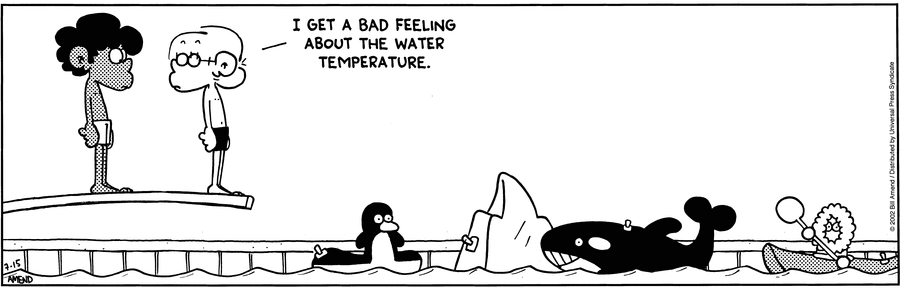 I GET A BAD FEELING
ABOUT THE WATER
TEMPERATURE.
© 2002 Bill Amend / Distributed by Universal Press Syndicate
7-15
AMEND